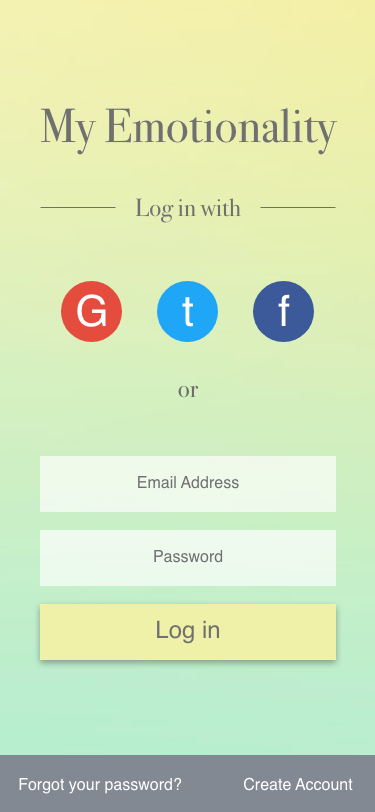 My Emotionality
Log in with
G t f
or
Email Address
Password
Log in
Forgot your password? Create Account